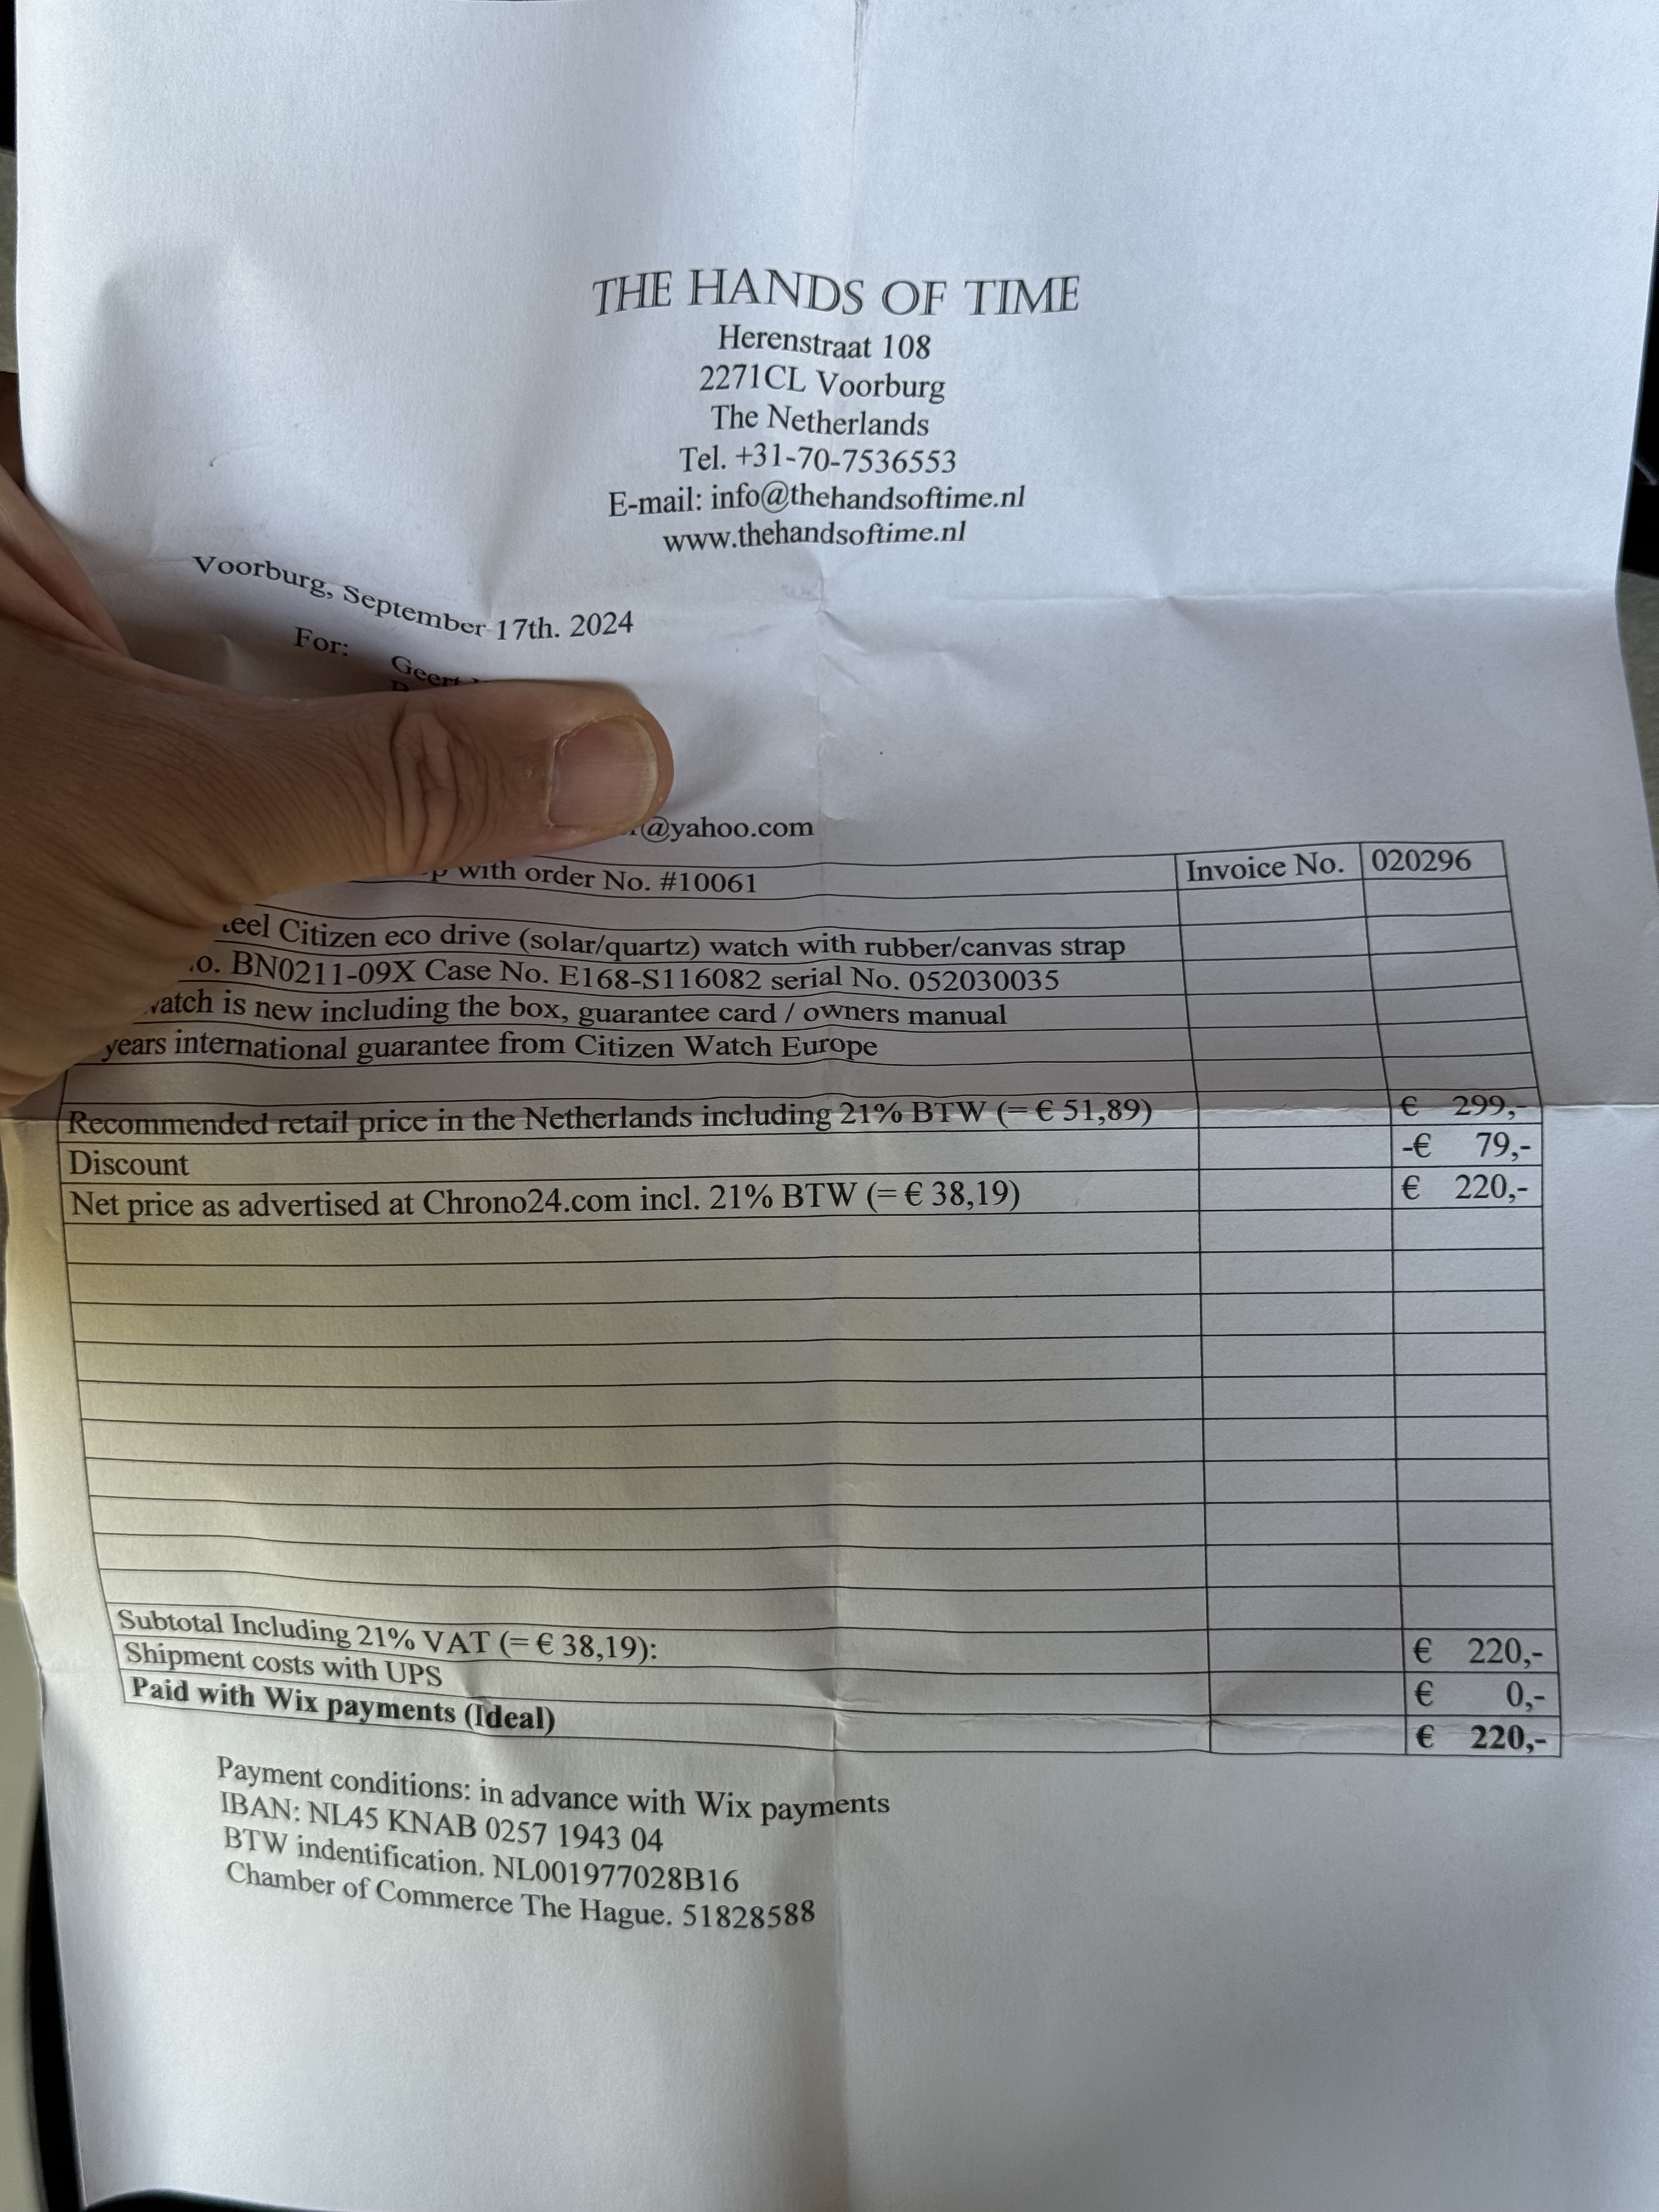 THE HANDS OF TIME
Herenstraat 108
2271CL Voorburg
The Netherlands
Tel. +31-70-7536553
E-mail: info@thehandsoftime.nl
www.thehandsoftime.nl
Voorburg, September 17th. 2024
For: Geert
@yahoo.com
with order No. #10061 Invoice No. 020296
Citizen eco drive (solar/quartz) watch with rubber/canvas strap
BN0211-09X Case No. E168-S116082 serial No. 052030035
is new including the box, guarantee card / owners manual
years international guarantee from Citizen Watch Europe
Recommended retail price in the Netherlands including 21% BTW (= € 51,89) € 299,-
Discount -€ 79,-
Net price as advertised at Chrono24.com incl. 21% BTW (= € 38,19) € 220,-
Subtotal Including 21% VAT (= € 38,19): € 220,-
Shipment costs with UPS € 0,-
Paid with Wix payments (Ideal) € 220,-
Payment conditions: in advance with Wix payments
IBAN: NL45 KNAB 0257 1943 04
BTW indentification. NL001977028B16
Chamber of Commerce The Hague. 51828588